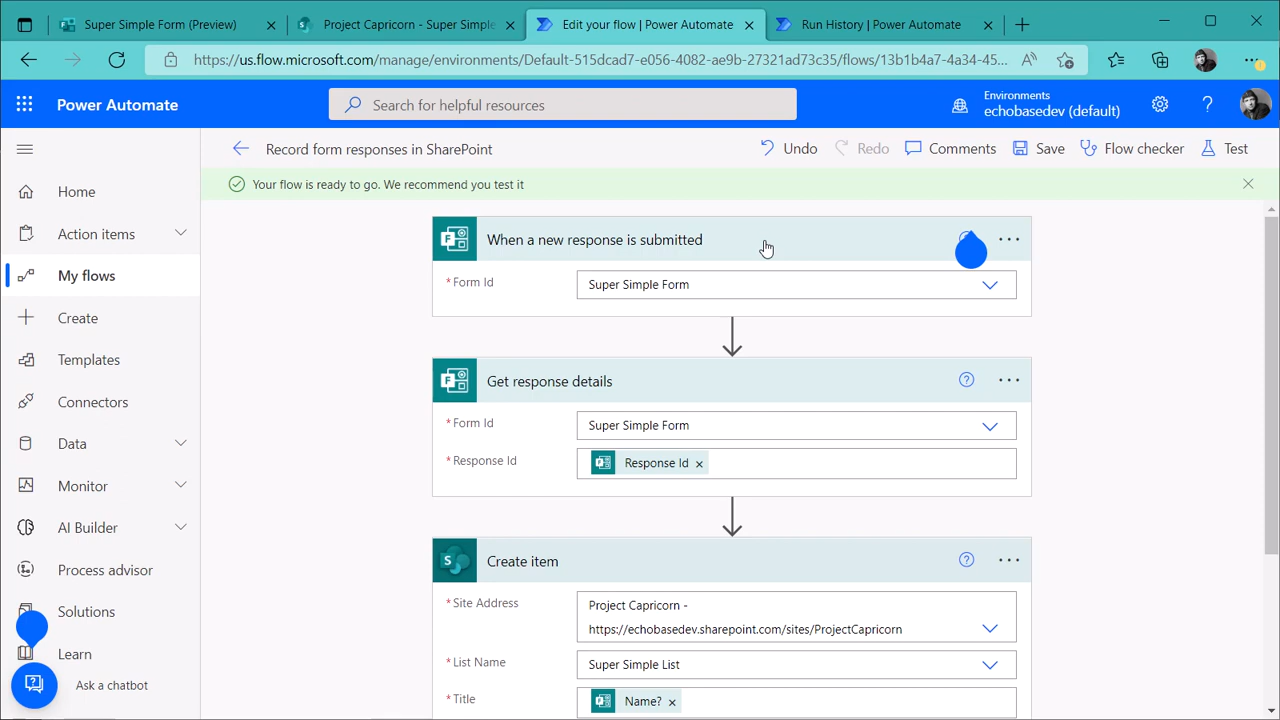 Super Simple Form (Preview)
Project Capricorn - Super Simple
Edit your flow | Power Automate
Run History | Power Automate
https://us.flow.microsoft.com/manage/environments/Default-515dcad7-e056-4082-ae9b-27321ad73c35/flows/13b1b4a7-4a34-45...
Power Automate
Search for helpful resources
Environments
echobasedev (default)
Record form responses in SharePoint
Undo
Redo
Comments
Save
Flow checker
Test
Your flow is ready to go. We recommend you test it
Home
Action items
My flows
Create
Templates
Connectors
Data
Monitor
AI Builder
Process advisor
Solutions
Learn
Ask a chatbot
When a new response is submitted
* Form Id
Super Simple Form
Get response details
* Form Id
Super Simple Form
* Response Id
Response Id
Create item
* Site Address
Project Capricorn -
https://echobasedev.sharepoint.com/sites/ProjectCapricorn
* List Name
Super Simple List
* Title
Name?